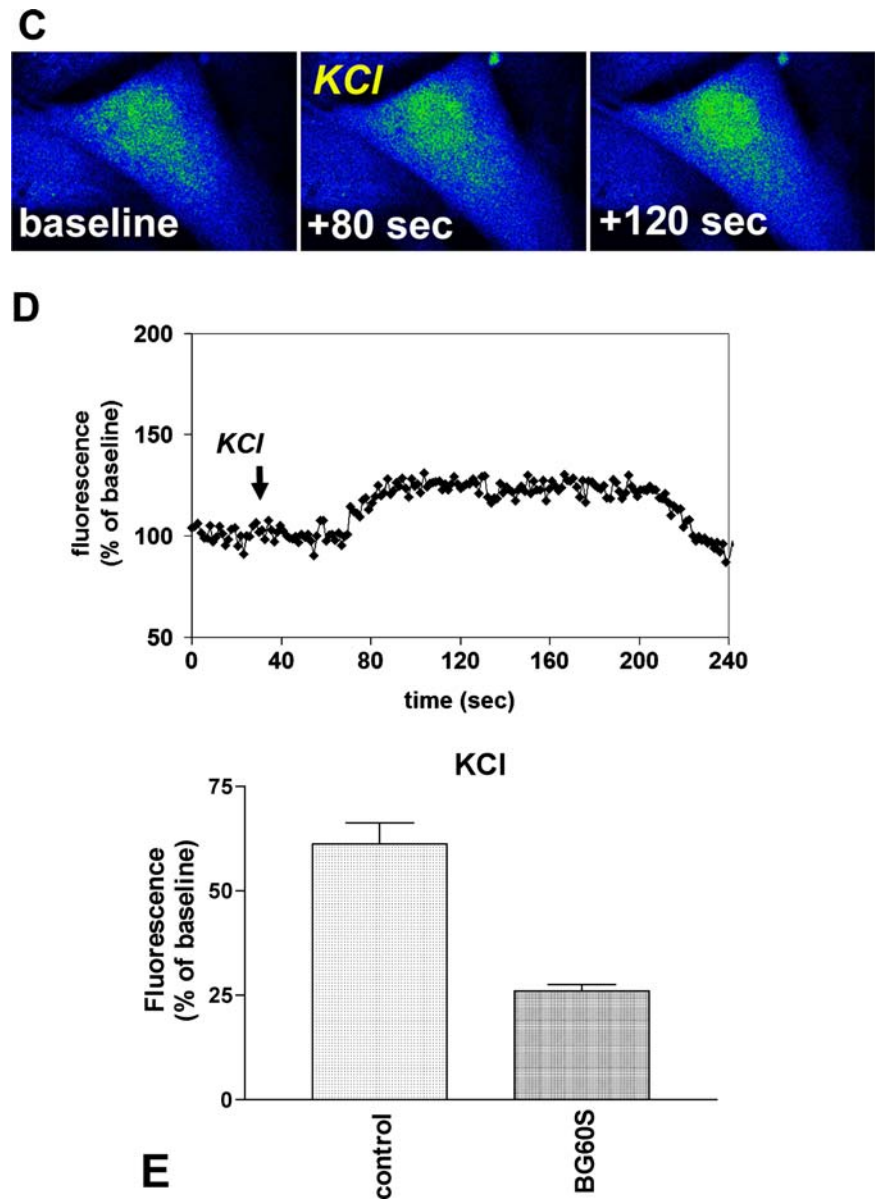 C
KCl
baseline
+80 sec
+120 sec
D
200
150
100
50
fluorescence
(% of baseline)
KCl
0
40
80
120
160
200
240
time (sec)
KCl
75
50
25
0
Fluorescence
(% of baseline)
control
BG60S
E